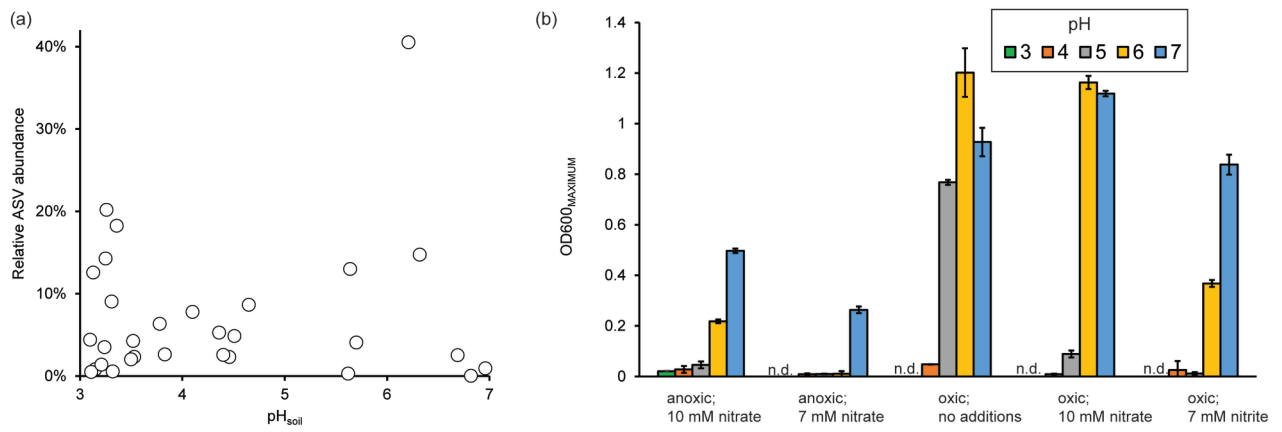 (a)
Relative ASV abundance
40%
30%
20%
10%
0%
3
4
5
6
7
pHsoil
(b)
OD600MAXIMUM
1.4
1.2
1
0.8
0.6
0.4
0.2
0
pH
3 4 5 6 7
n.d. n.d. n.d. n.d.
anoxic;
10 mM nitrate
anoxic;
7 mM nitrate
oxic;
no additions
oxic;
10 mM nitrate
oxic;
7 mM nitrite